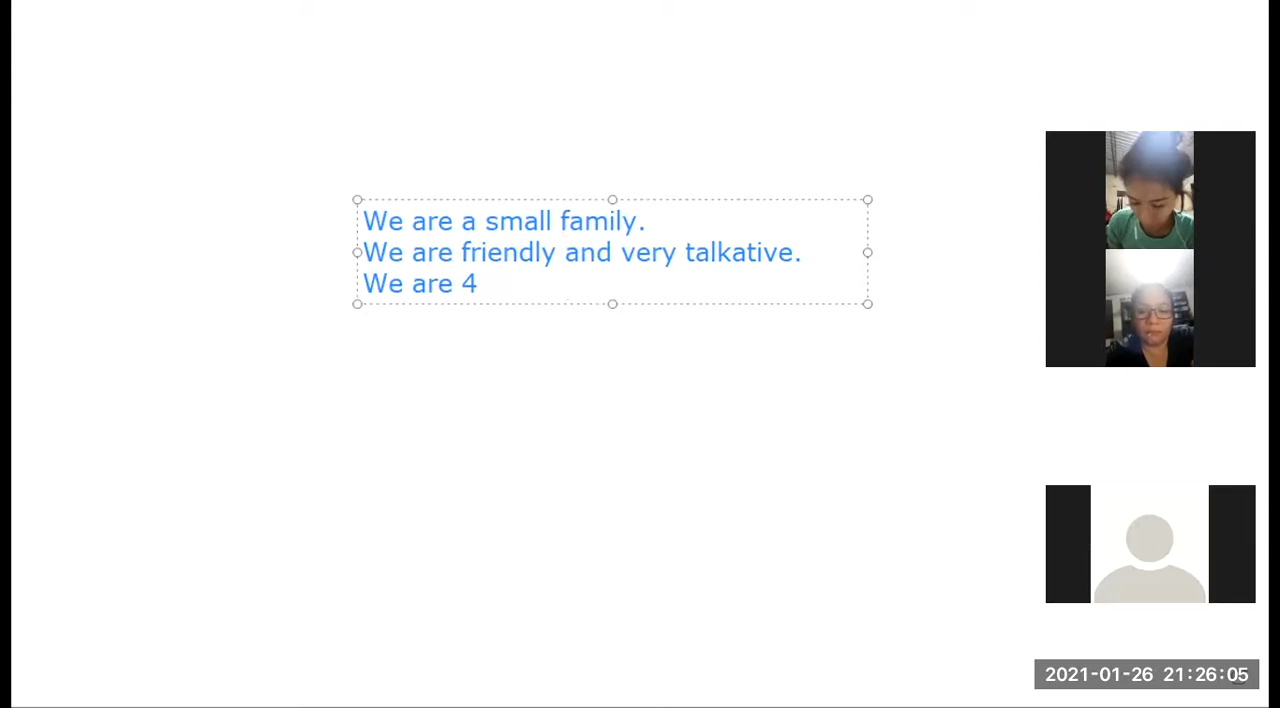 We are a small family.
We are friendly and very talkative.
We are 4
2021-01-26 21:26:05